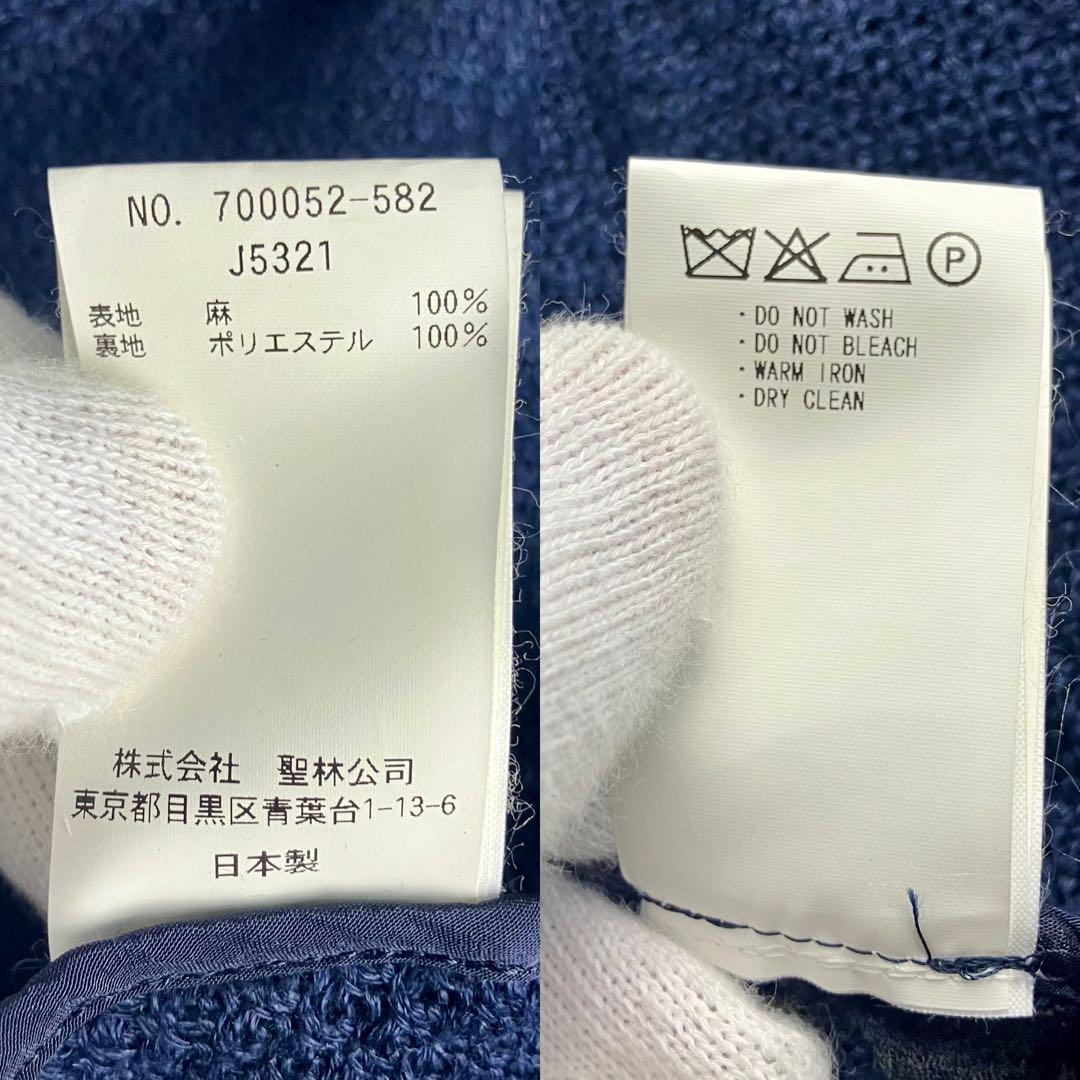 NO. 700052-582
J5321
表地 麻 100%
裏地 ポリエステル 100%
株式会社 聖林公司
東京都目黒区青葉台1-13-6
日本製
P
・DO NOT WASH
・DO NOT BLEACH
・WARM IRON
・DRY CLEAN